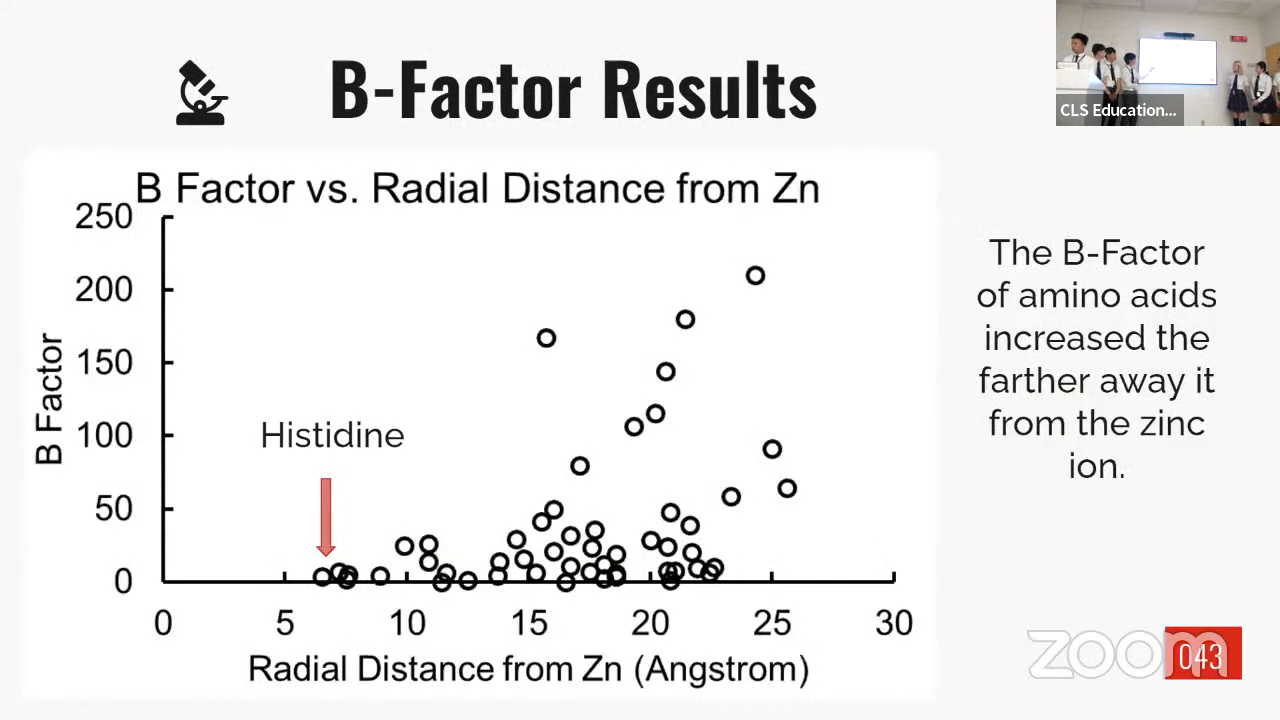 B-Factor Results
CLS Education...
B Factor vs. Radial Distance from Zn
250
200
150
100
50
0
B Factor
Histidine
0 5 10 15 20 25 30
Radial Distance from Zn (Angstrom)
The B-Factor
of amino acids
increased the
farther away it
from the zinc
ion.
zoom
043